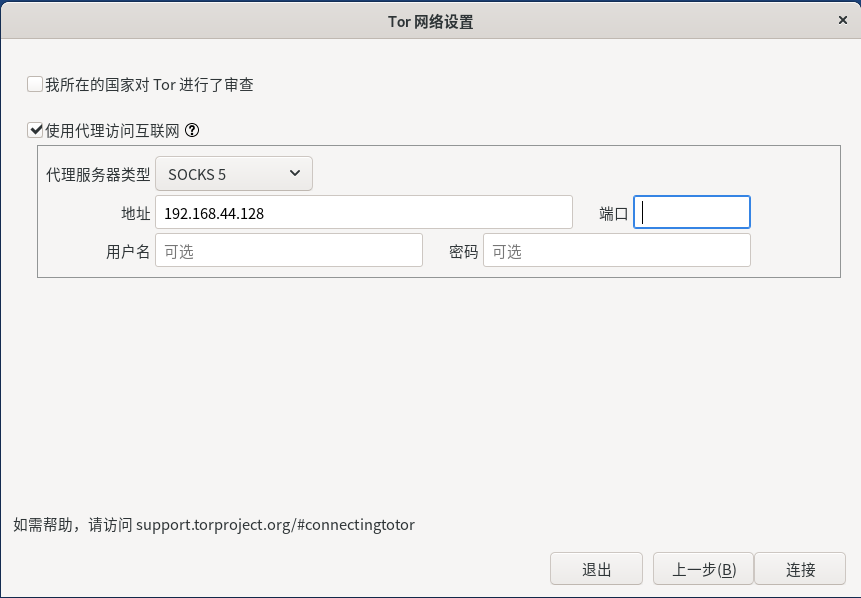 Tor 网络设置
我所在的国家对 Tor 进行了审查
使用代理访问互联网 ?
代理服务器类型 SOCKS 5
地址 192.168.44.128 端口
用户名 可选 密码 可选
如需帮助，请访问 support.torproject.org/#connectingtotor
退出 上一步(B) 连接